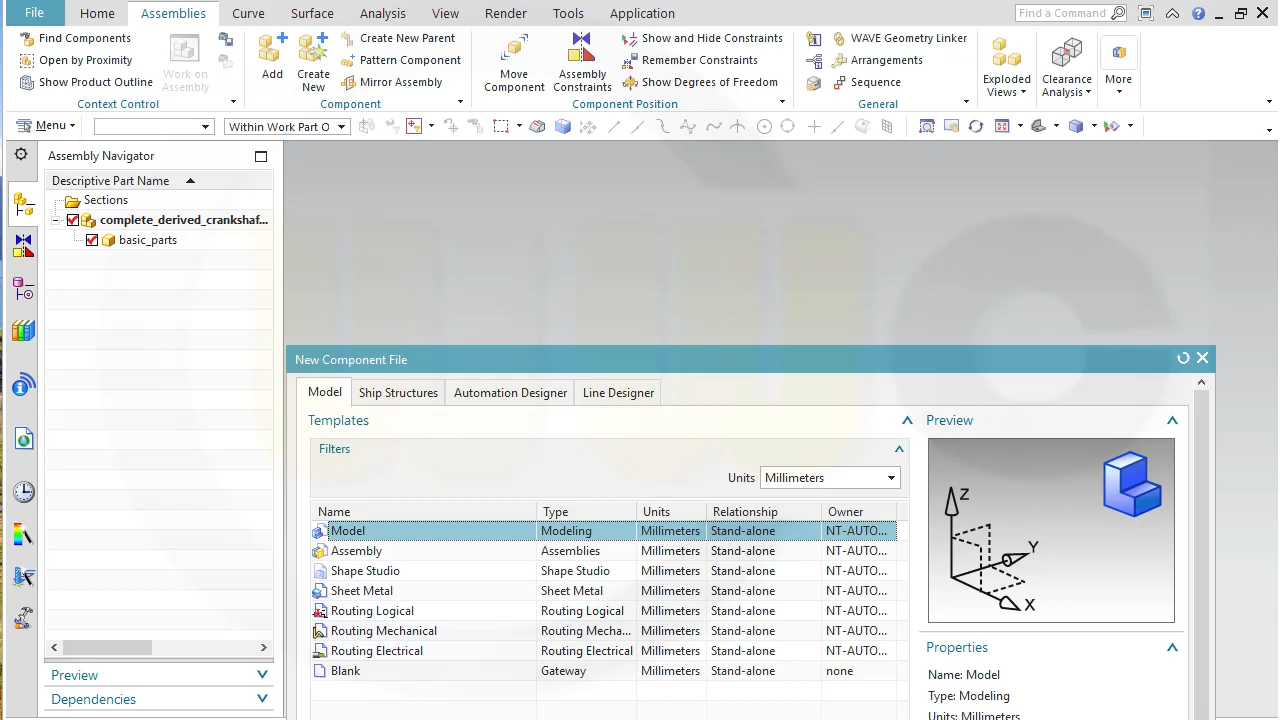 File Home Assemblies Curve Surface Analysis View Render Tools Application Find a Command
Find Components
Open by Proximity
Show Product Outline
Work on Assembly
Context Control
Add
Create New
Create New Parent
Pattern Component
Mirror Assembly
Component
Move Component
Assembly Constraints
Show and Hide Constraints
Remember Constraints
Show Degrees of Freedom
Component Position
WAVE Geometry Linker
Arrangements
Sequence
General
Exploded Views
Clearance Analysis
More
Menu Within Work Part O
Assembly Navigator
Descriptive Part Name
Sections
complete_derived_crankshaf...
basic_parts
Preview
Dependencies
New Component File
Model Ship Structures Automation Designer Line Designer
Templates
Filters
Units Millimeters
Name Type Units Relationship Owner
Model Modeling Millimeters Stand-alone NT-AUTO...
Assembly Assemblies Millimeters Stand-alone NT-AUTO...
Shape Studio Shape Studio Millimeters Stand-alone NT-AUTO...
Sheet Metal Sheet Metal Millimeters Stand-alone NT-AUTO...
Routing Logical Routing Logical Millimeters Stand-alone NT-AUTO...
Routing Mechanical Routing Mecha... Millimeters Stand-alone NT-AUTO...
Routing Electrical Routing Electrical Millimeters Stand-alone NT-AUTO...
Blank Gateway Millimeters Stand-alone none
Preview
Z
Y
X
Properties
Name: Model
Type: Modeling
Units: Millimeters